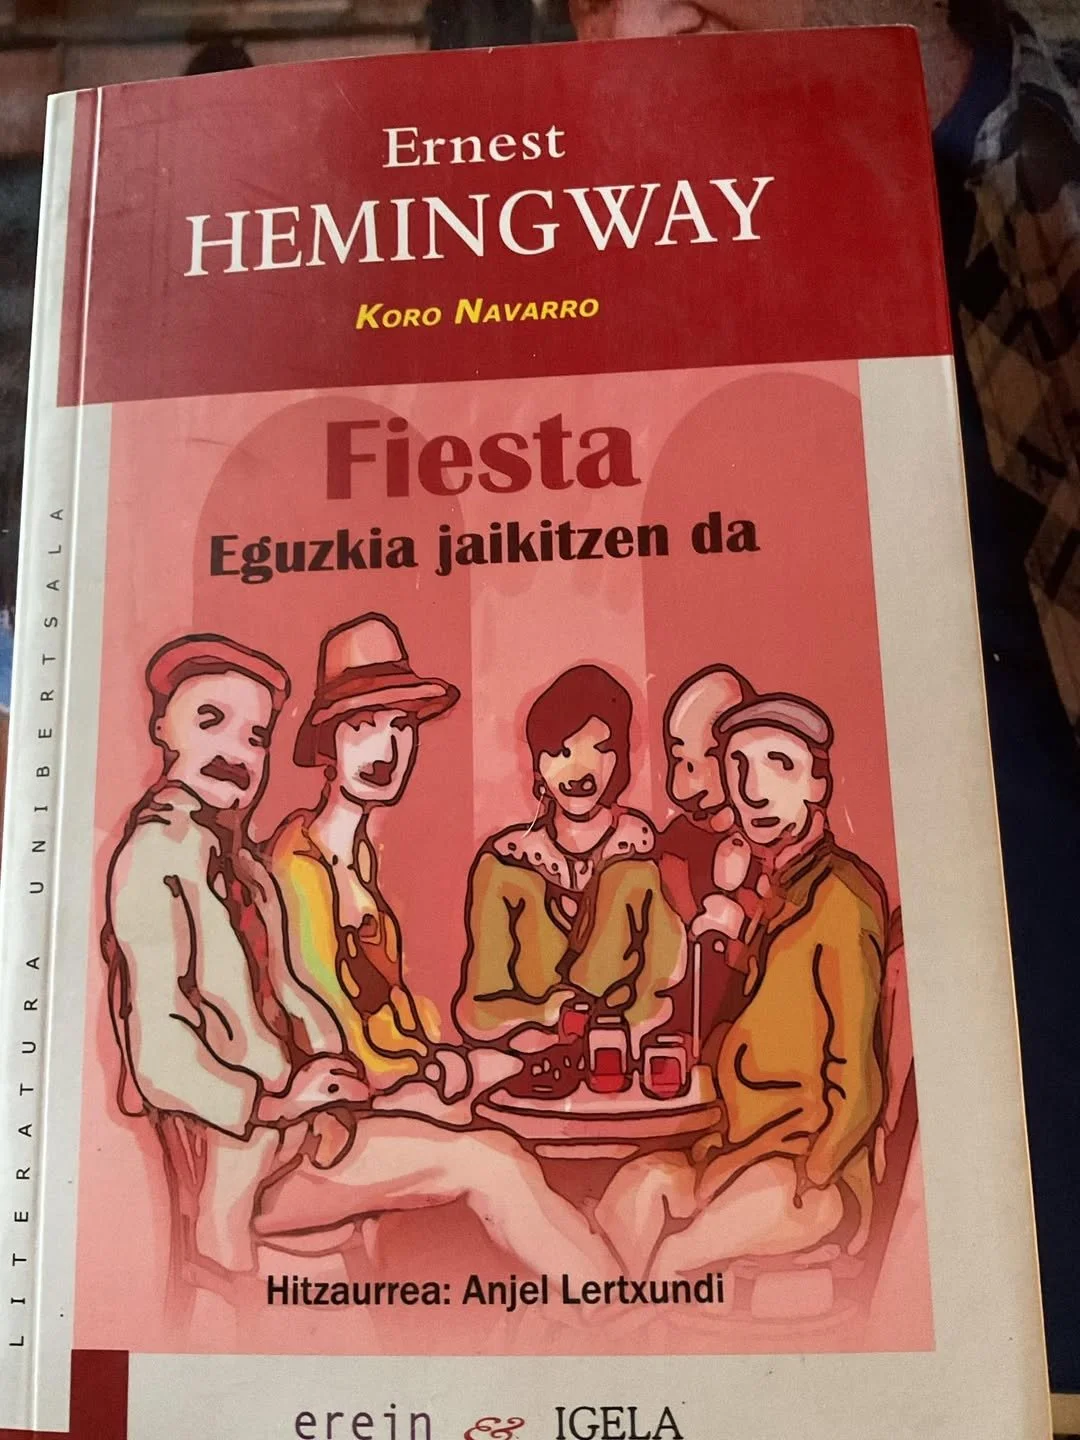 Ernest
HEMINGWAY
KORO NAVARRO
Fiesta
Eguzkia jaikitzen da
Hitzaurrea: Anjel Lertxundi
erein & IGELA
LITERATURA UNIBERTSALA